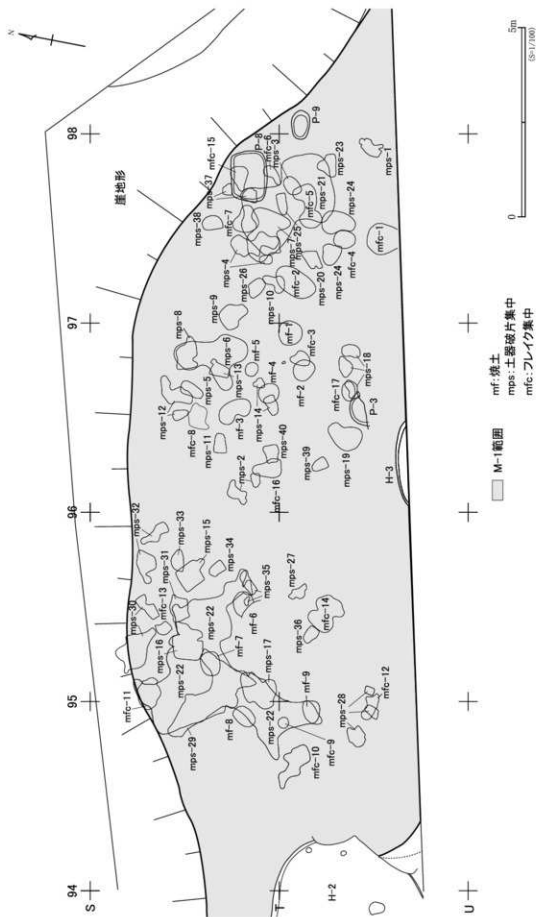 N
5m
0
(S=1/100)
崖地形
98
97
96
95
94
S
T
U
P-9
P-8
mfc-15
mfc-6
mps-3
mps-37
mps-1
mps-23
mps-21
mfc-5
mps-38
mfc-7
mps-24
mps-4
mps-7
mps-25
mfc-1
mfc-4
mps-24
mps-20
mfc-2
mps-26
mps-10
mps-9
mps-8
mps-6
mf-1
mfc-3
mf-5
mf-4
mf-2
mps-18
mfc-17
P-3
mps-5
mps-13
mps-12
mfc-8
mf-3
mps-14
mps-11
mps-40
mps-39
mps-19
mps-2
mfc-16
H-3
mps-32
mps-33
mps-31
mps-15
mps-34
mfc-13
mps-30
mps-35
mps-27
mps-22
mf-6
mfc-14
mps-16
mf-7
mps-36
mps-22
mps-17
mfc-11
mf-9
mfc-12
mps-28
mps-22
mf-8
mps-29
mfc-9
mfc-10
H-2
M-1範囲
mf:焼土
mps:土器破片集中
mfc:フレイク集中